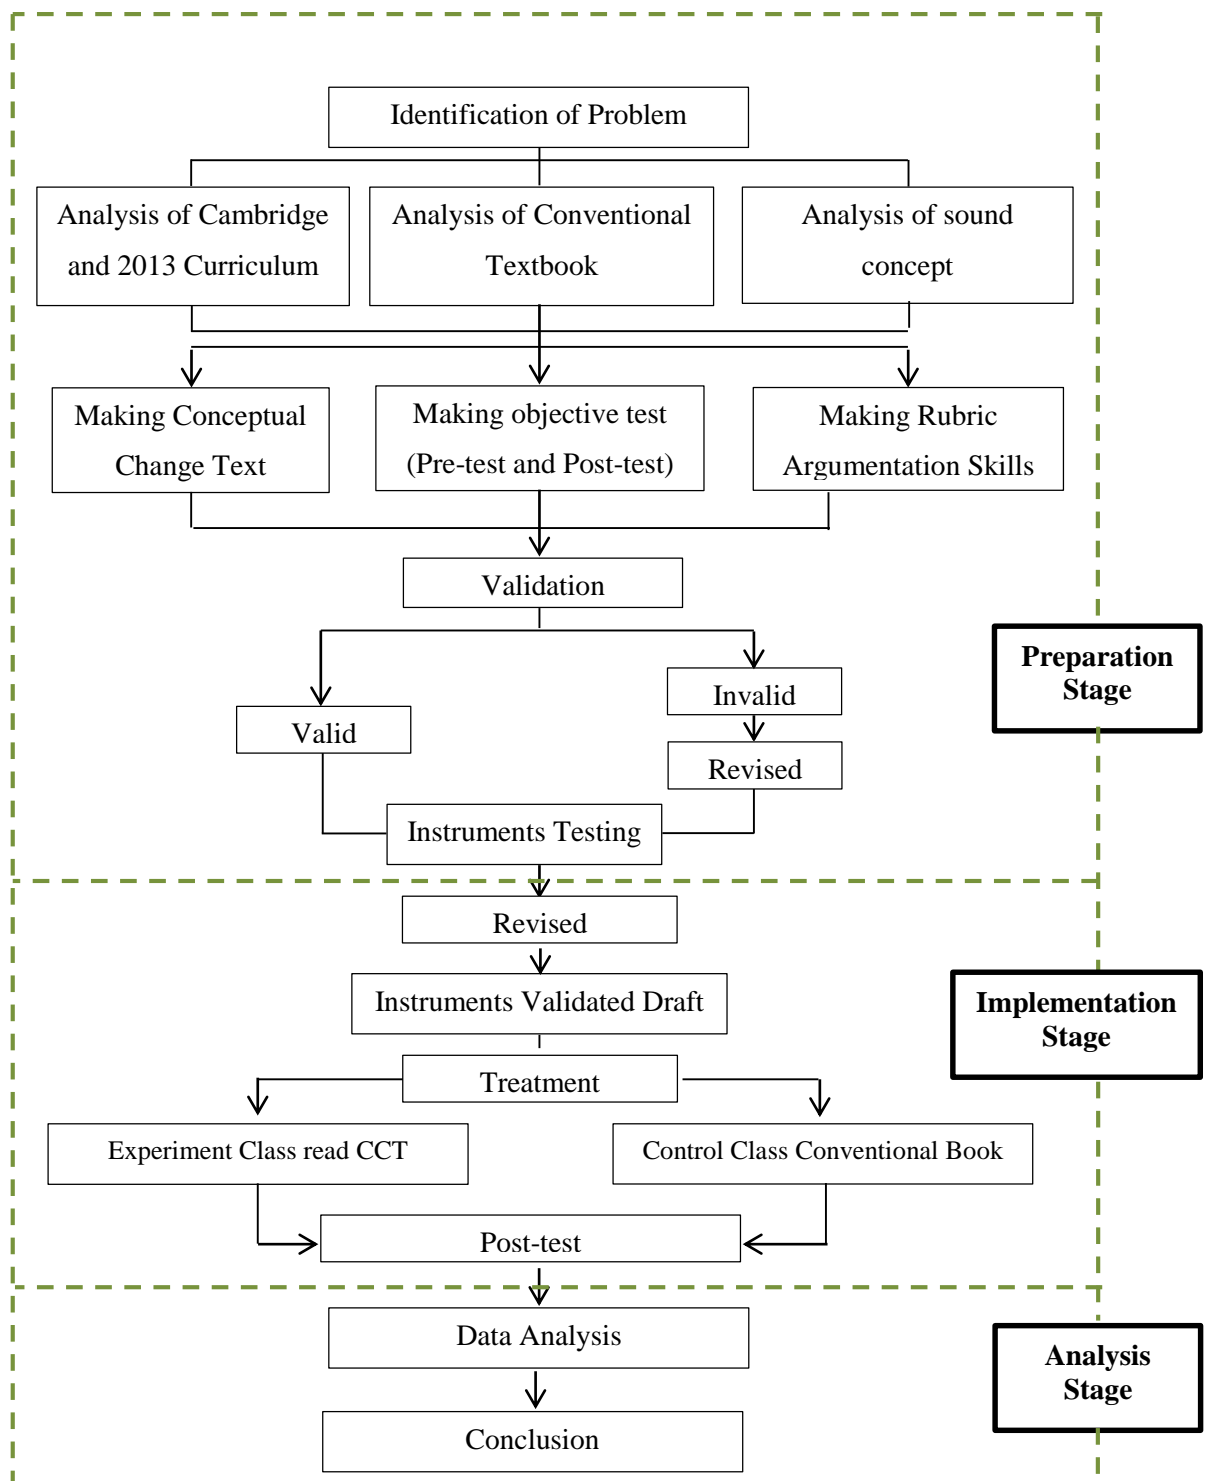 Identification of Problem
Analysis of Cambridge
and 2013 Curriculum
Analysis of Conventional
Textbook
Analysis of sound
concept
Making Conceptual
Change Text
Making objective test
(Pre-test and Post-test)
Making Rubric
Argumentation Skills
Validation
Preparation
Stage
Invalid
Valid
Revised
Instruments Testing
Revised
Instruments Validated Draft
Implementation
Stage
Treatment
Experiment Class read CCT
Control Class Conventional Book
Post-test
Data Analysis
Analysis
Stage
Conclusion